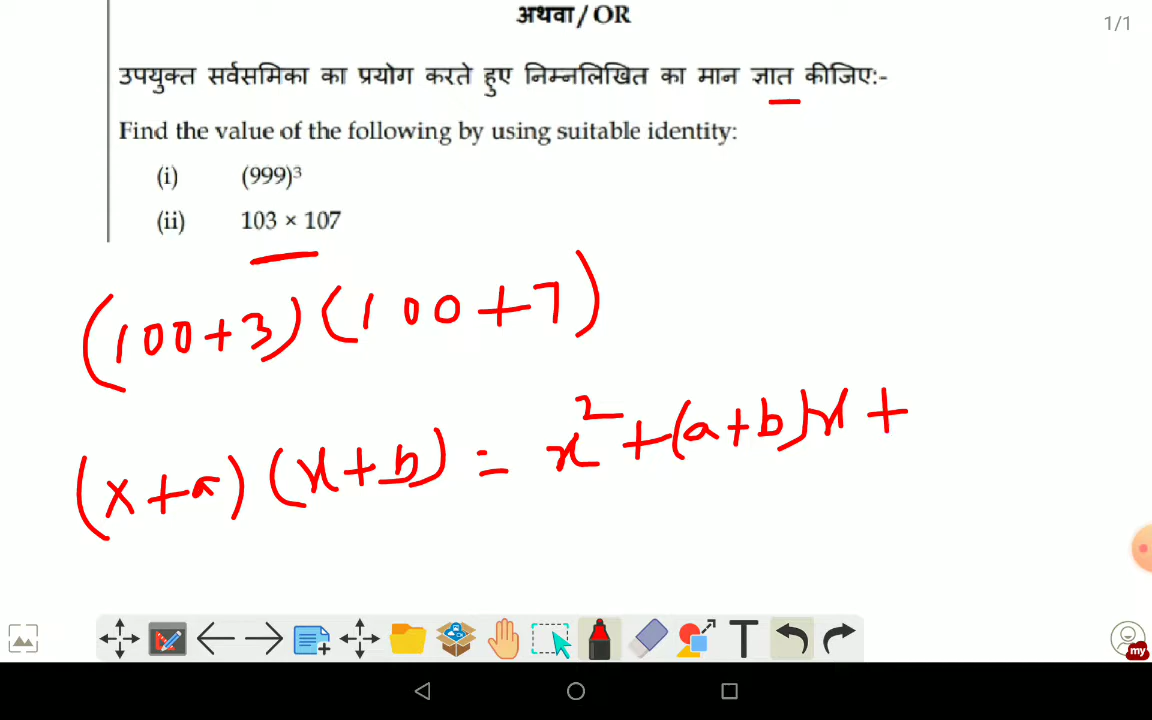 अथवा / OR
1/1
उपयुक्त सर्वसमिका का प्रयोग करते हुए निम्नलिखित का मान ज्ञात कीजिए:-
Find the value of the following by using suitable identity:
(i) (999)³
(ii) 103 × 107
(100+3)(100+7)
(x+a)(x+b) = x²+(a+b)x+
T
my